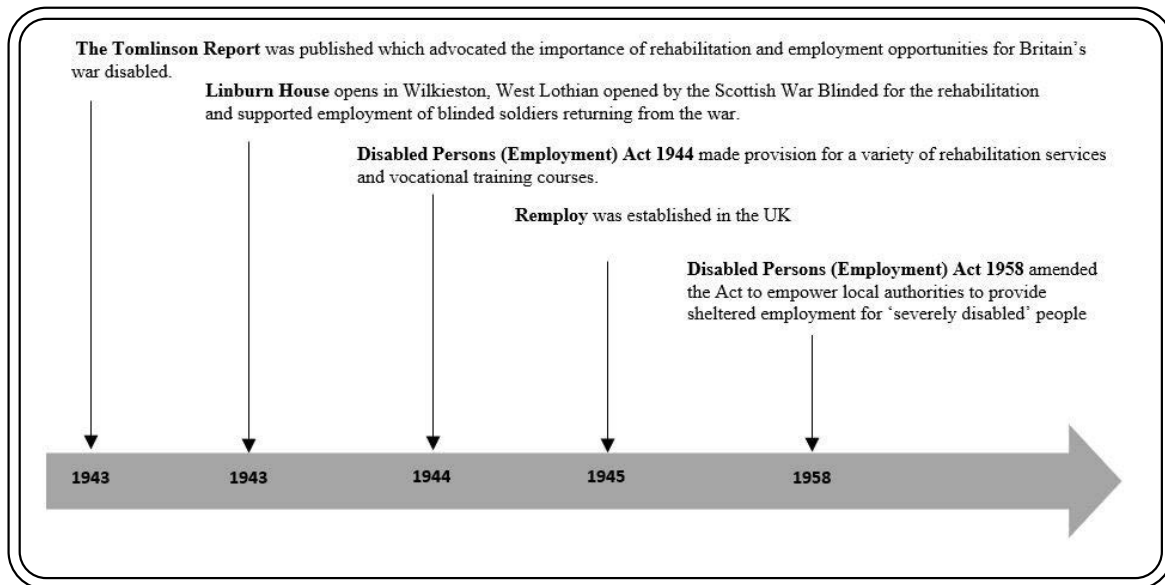 The Tomlinson Report was published which advocated the importance of rehabilitation and employment opportunities for Britain’s
war disabled.
Linburn House opens in Wilkieston, West Lothian opened by the Scottish War Blinded for the rehabilitation
and supported employment of blinded soldiers returning from the war.
Disabled Persons (Employment) Act 1944 made provision for a variety of rehabilitation services
and vocational training courses.
Remploy was established in the UK
Disabled Persons (Employment) Act 1958 amended
the Act to empower local authorities to provide
sheltered employment for ‘severely disabled’ people
1943 1943 1944 1945 1958